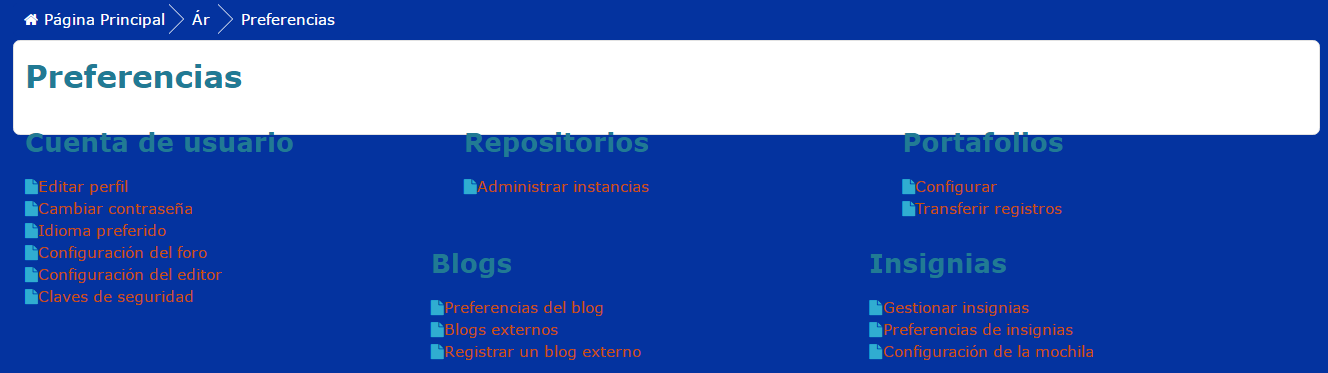 Página Principal Ár Preferencias
Preferencias
Cuenta de usuario
Editar perfil
Cambiar contraseña
Idioma preferido
Configuración del foro
Configuración del editor
Claves de seguridad
Repositorios
Administrar instancias
Portafolios
Configurar
Transferir registros
Blogs
Preferencias del blog
Blogs externos
Registrar un blog externo
Insignias
Gestionar insignias
Preferencias de insignias
Configuración de la mochila